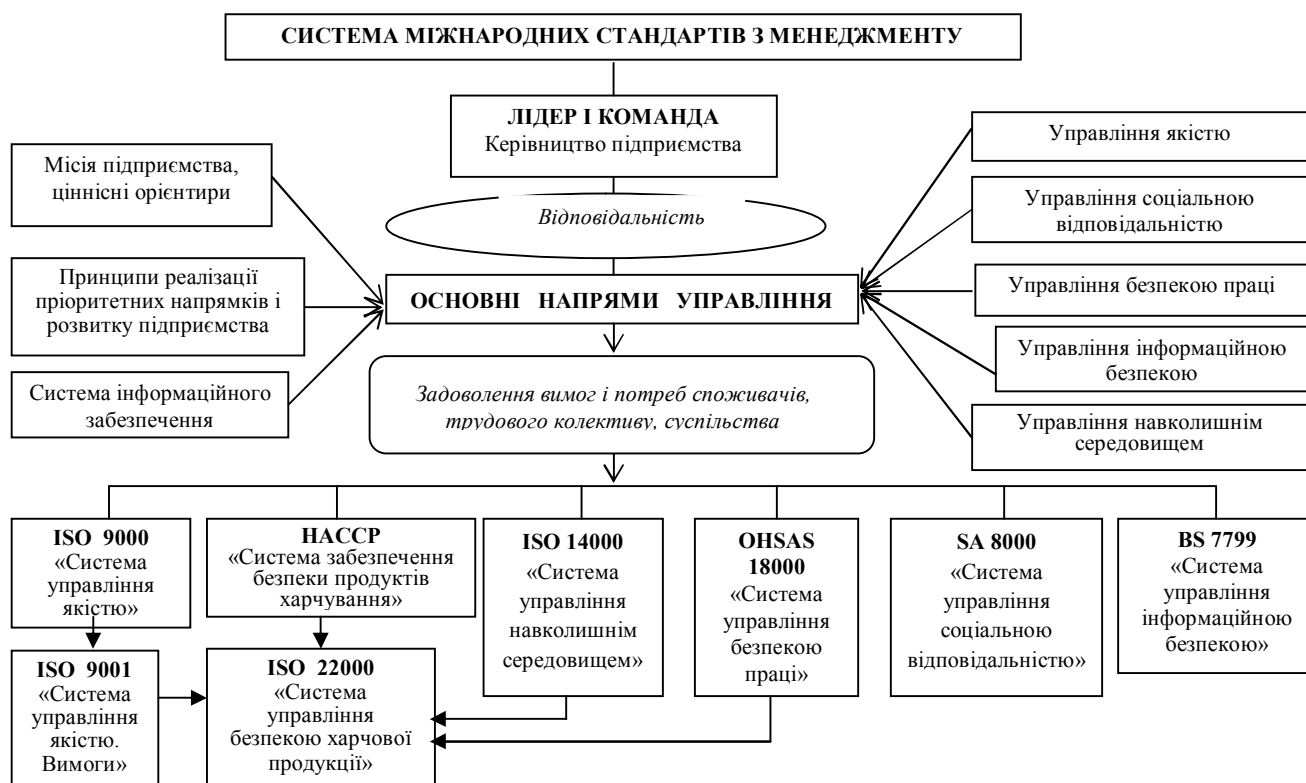 СИСТЕМА МІЖНАРОДНИХ СТАНДАРТІВ З МЕНЕДЖМЕНТУ
ЛІДЕР І КОМАНДА
Керівництво підприємства
Відповідальність
Місія підприємства,
ціннісні орієнтири
Принципи реалізації
пріоритетних напрямків і
розвитку підприємства
Система інформаційного
забезпечення
ОСНОВНІ НАПРЯМИ УПРАВЛІННЯ
Управління якістю
Управління соціальною
відповідальністю
Управління безпекою праці
Управління інформаційною
безпекою
Управління навколишнім
середовищем
Задоволення вимог і потреб споживачів,
трудового колективу, суспільства
ISO 9000
«Система
управління
якістю»
НАССР
«Система забезпечення
безпеки продуктів
харчування»
ISO 14000
«Система
управління
навколишнім
середовищем»
OHSAS
18000
«Система
управління
безпекою
праці»
SA 8000
«Система
управління
соціальною
відповідальністю»
BS 7799
«Система
управління
інформаційною
безпекою»
ISO 9001
«Система
управління
якістю.
Вимоги»
ISO 22000
«Система
управління
безпекою харчової
продукції»